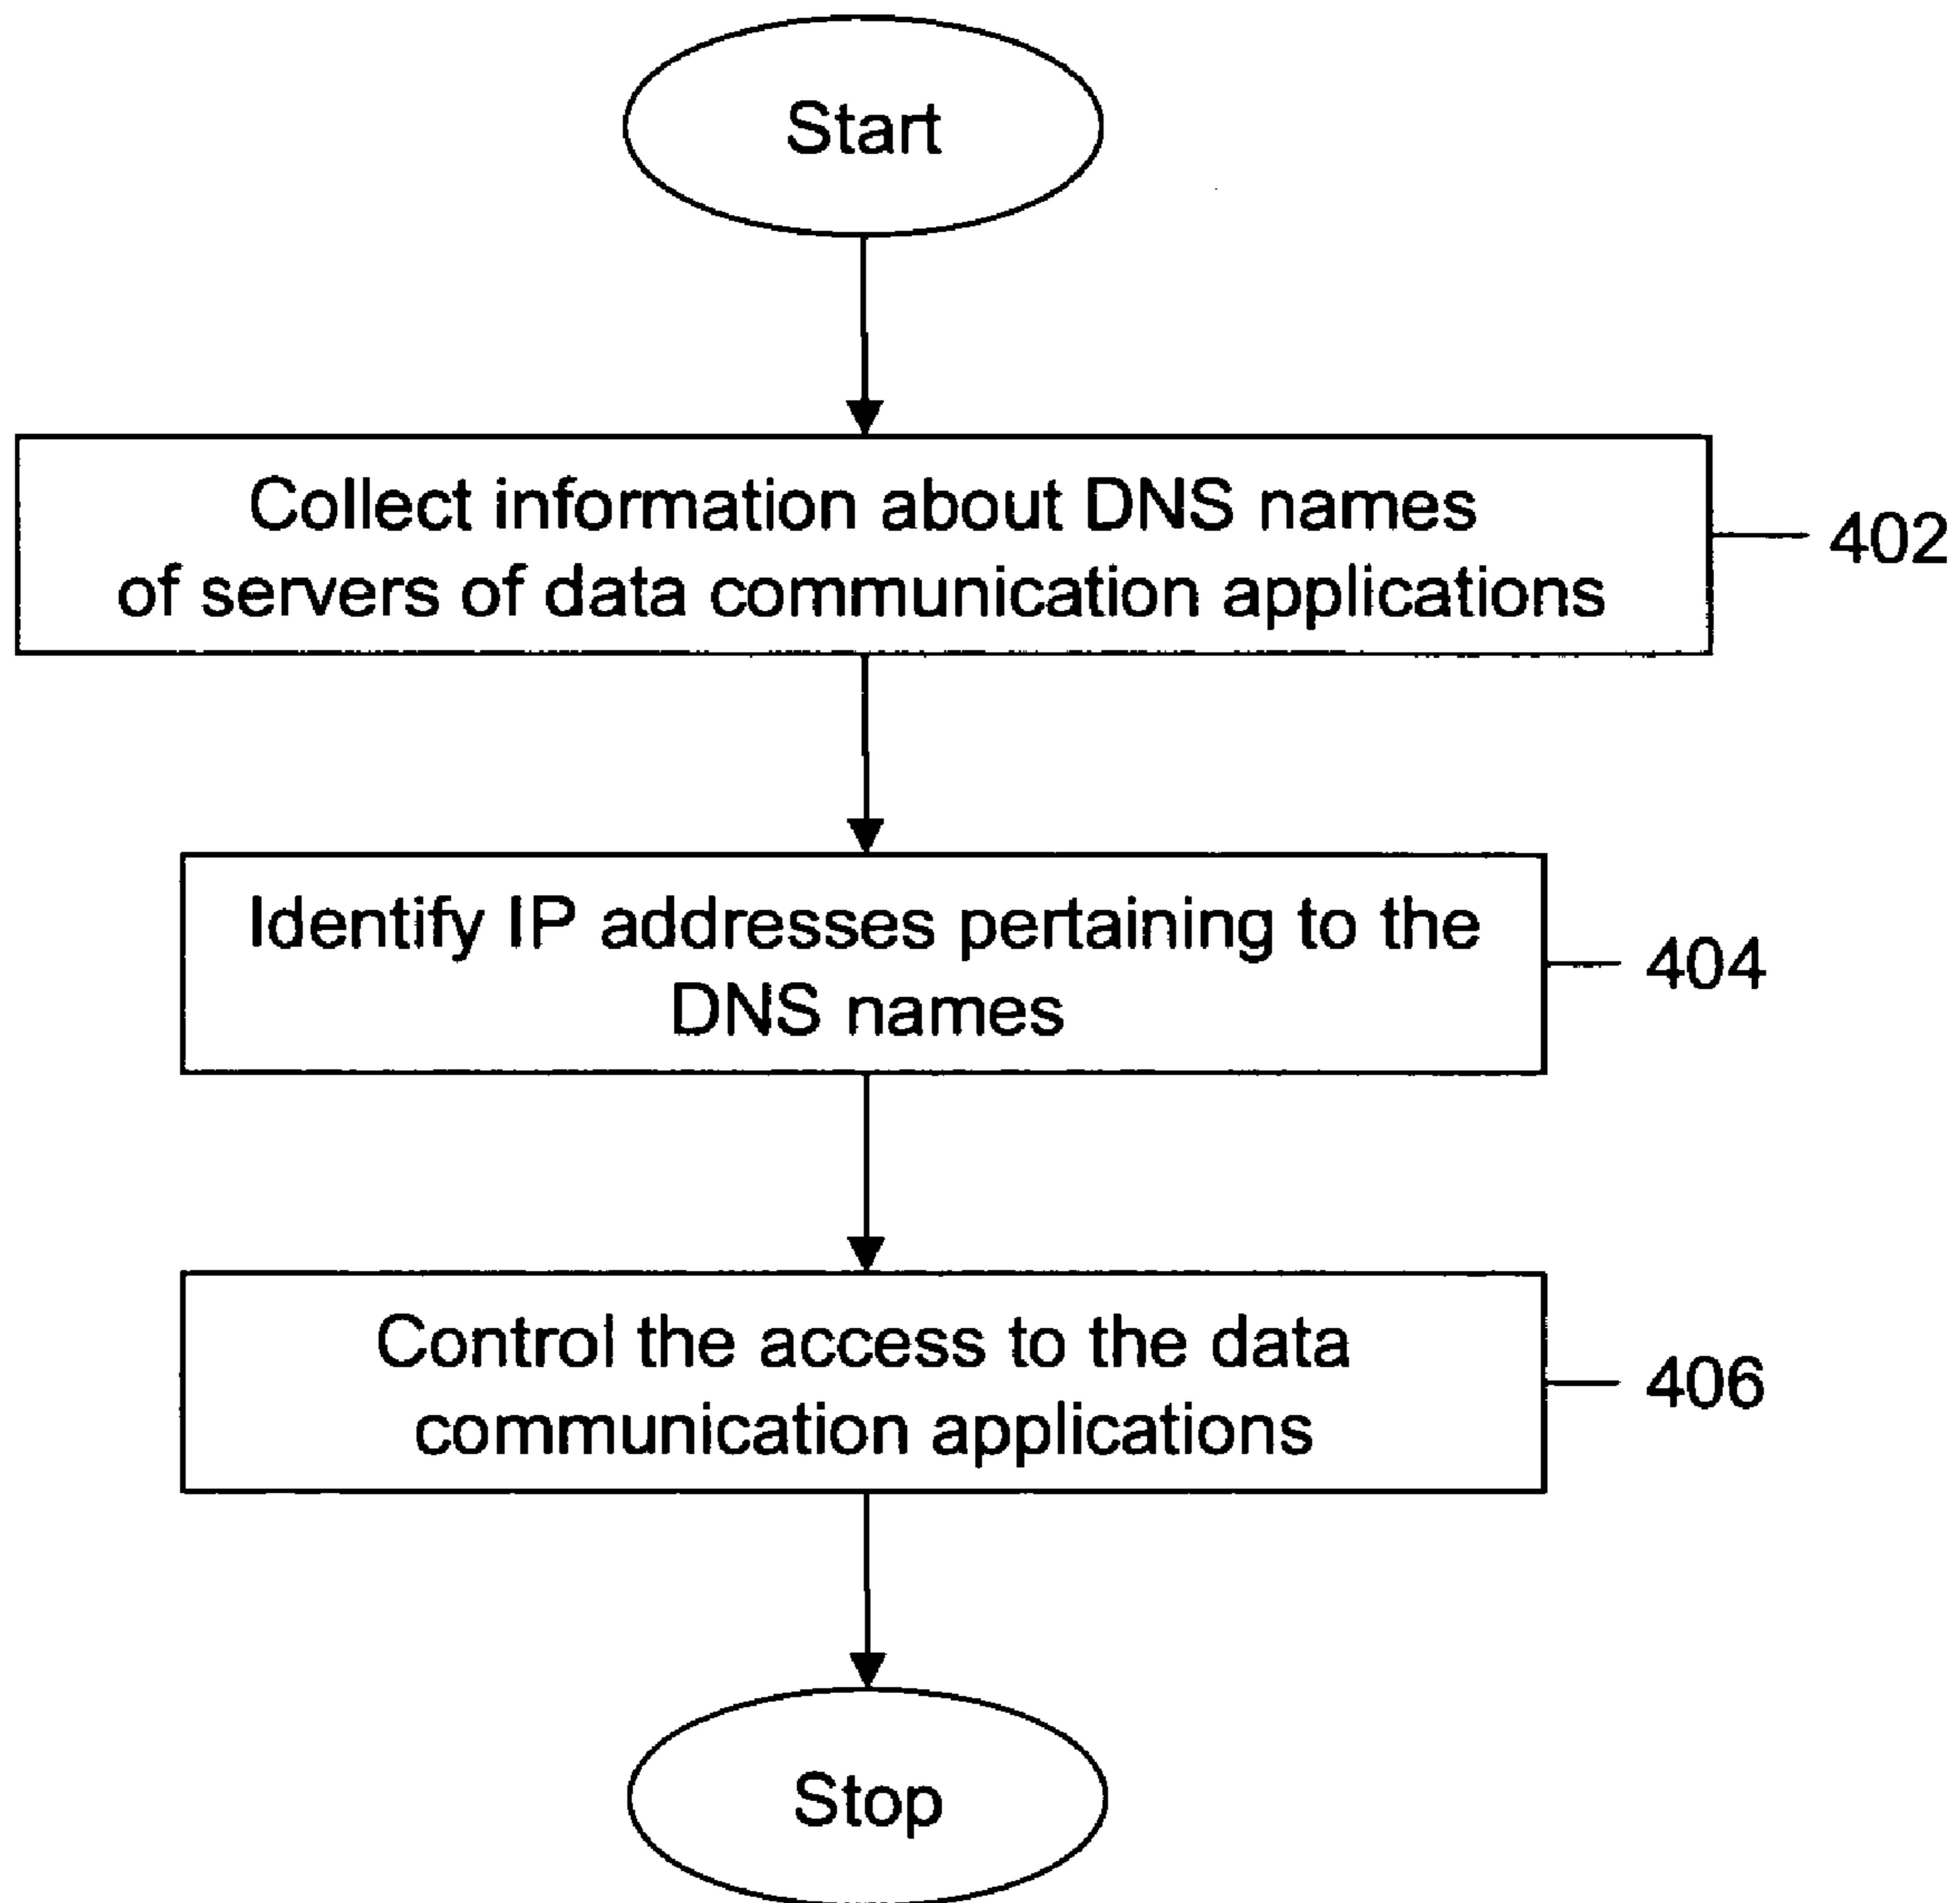 Start
Collect information about DNS names
of servers of data communication applications
402
Identify IP addresses pertaining to the
DNS names
404
Control the access to the data
communication applications
406
Stop